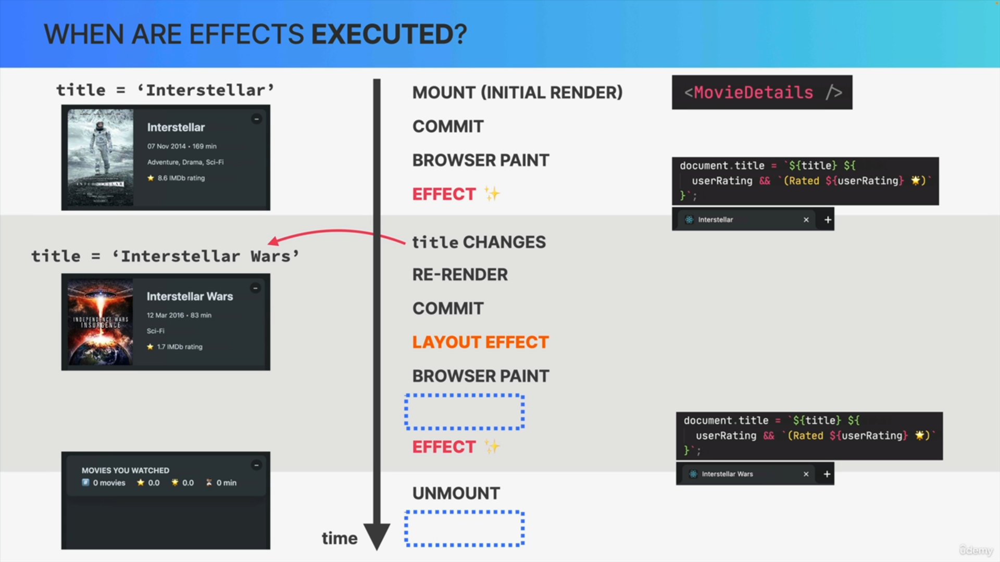 WHEN ARE EFFECTS EXECUTED?
title = ‘Interstellar’
Interstellar
07 Nov 2014 • 169 min
Adventure, Drama, Sci-Fi
⭐ 8.6 IMDb rating
INTERSTELLAR
title = ‘Interstellar Wars’
Interstellar Wars
12 Mar 2016 • 83 min
Sci-Fi
⭐ 1.7 IMDb rating
INDEPENDENCE WARS
INSURGENCE
MOVIES YOU WATCHED
#️⃣ 0 movies ⭐ 0.0 🌟 0.0 ⏳ 0 min
time
MOUNT (INITIAL RENDER)
COMMIT
BROWSER PAINT
EFFECT ✨
title CHANGES
RE-RENDER
COMMIT
LAYOUT EFFECT
BROWSER PAINT
EFFECT ✨
UNMOUNT
<MovieDetails />
document.title = `${title} ${
userRating && `(Rated ${userRating} 🌟)`
}`;
Interstellar × +
document.title = `${title} ${
userRating && `(Rated ${userRating} 🌟)`
}`;
Interstellar Wars × +
ûdemy